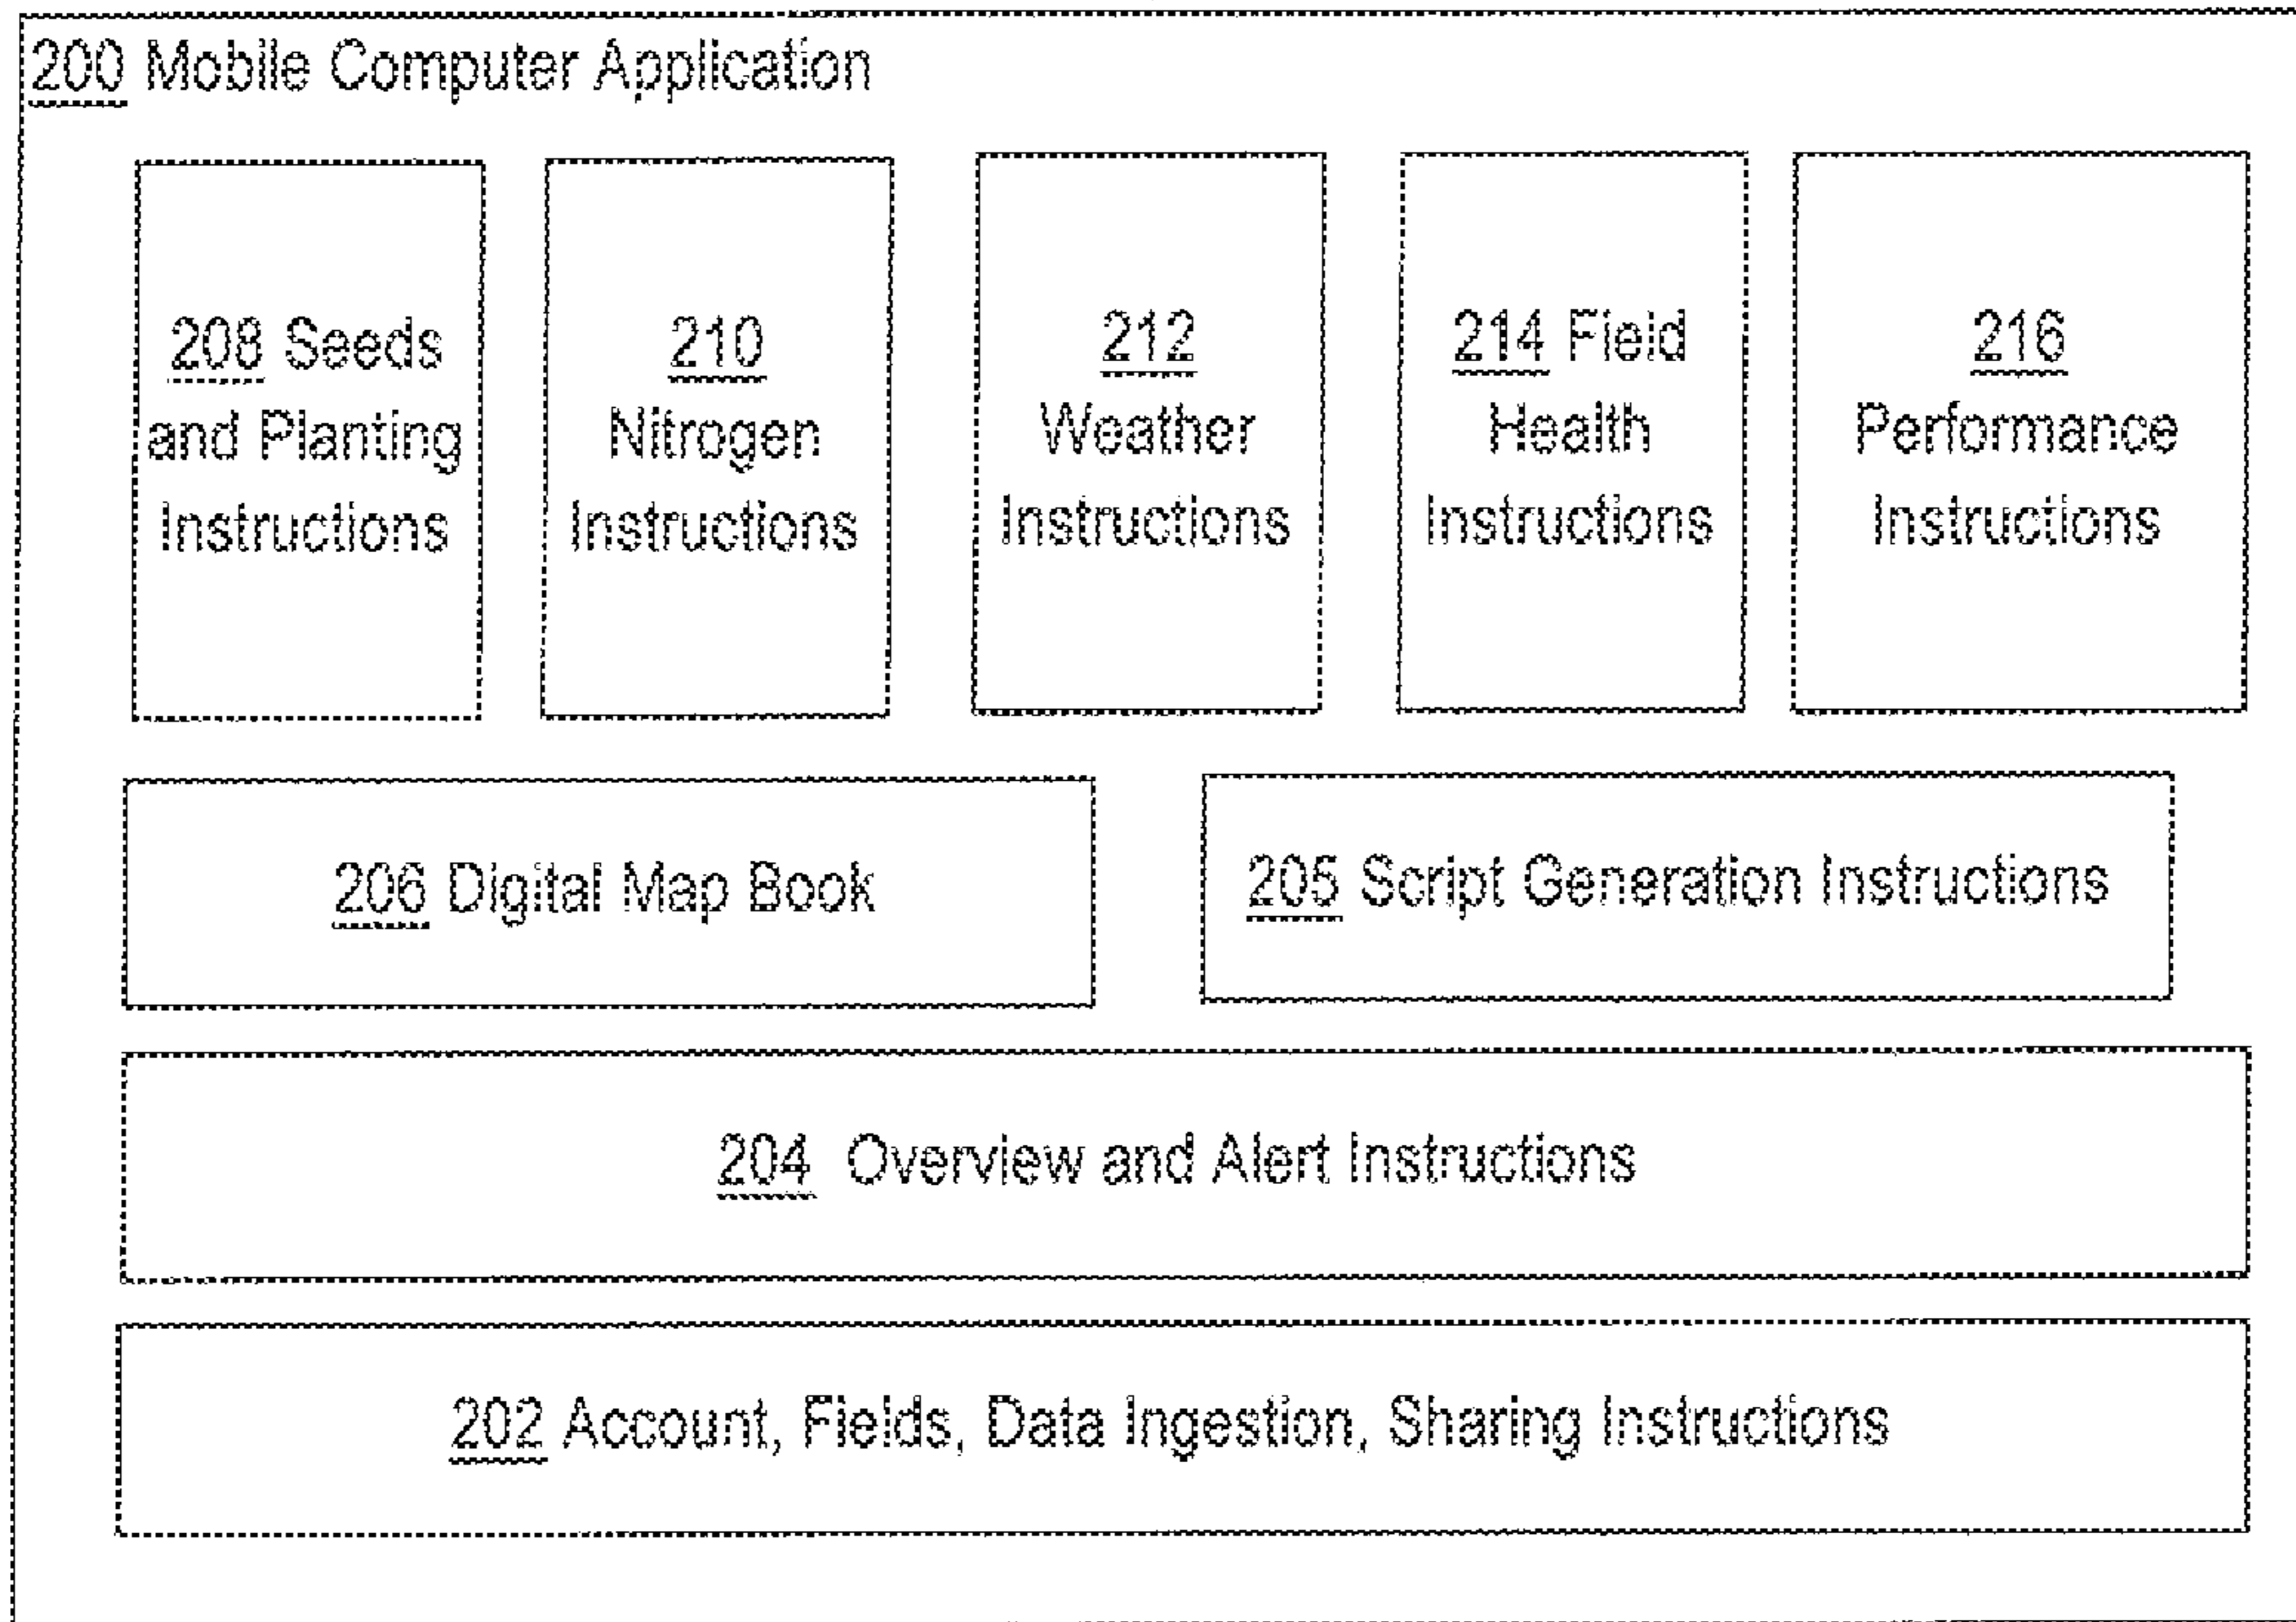 200 Mobile Computer Application
208 Seeds
and Planting
Instructions
210
Nitrogen
Instructions
212
Weather
Instructions
214 Field
Health
Instructions
216
Performance
Instructions
206 Digital Map Book
205 Script Generation Instructions
204 Overview and Alert Instructions
202 Account, Fields, Data Ingestion, Sharing Instructions